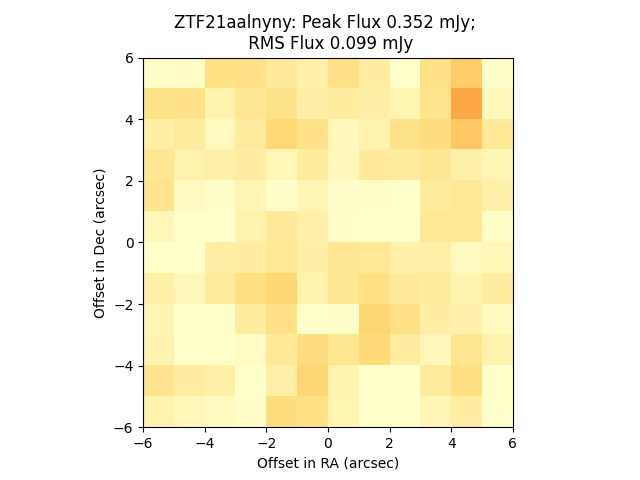 ZTF21aalnyny: Peak Flux 0.352 mJy;
RMS Flux 0.099 mJy
6
4
2
0
−2
−4
−6
Offset in Dec (arcsec)
−6 −4 −2 0 2 4 6
Offset in RA (arcsec)